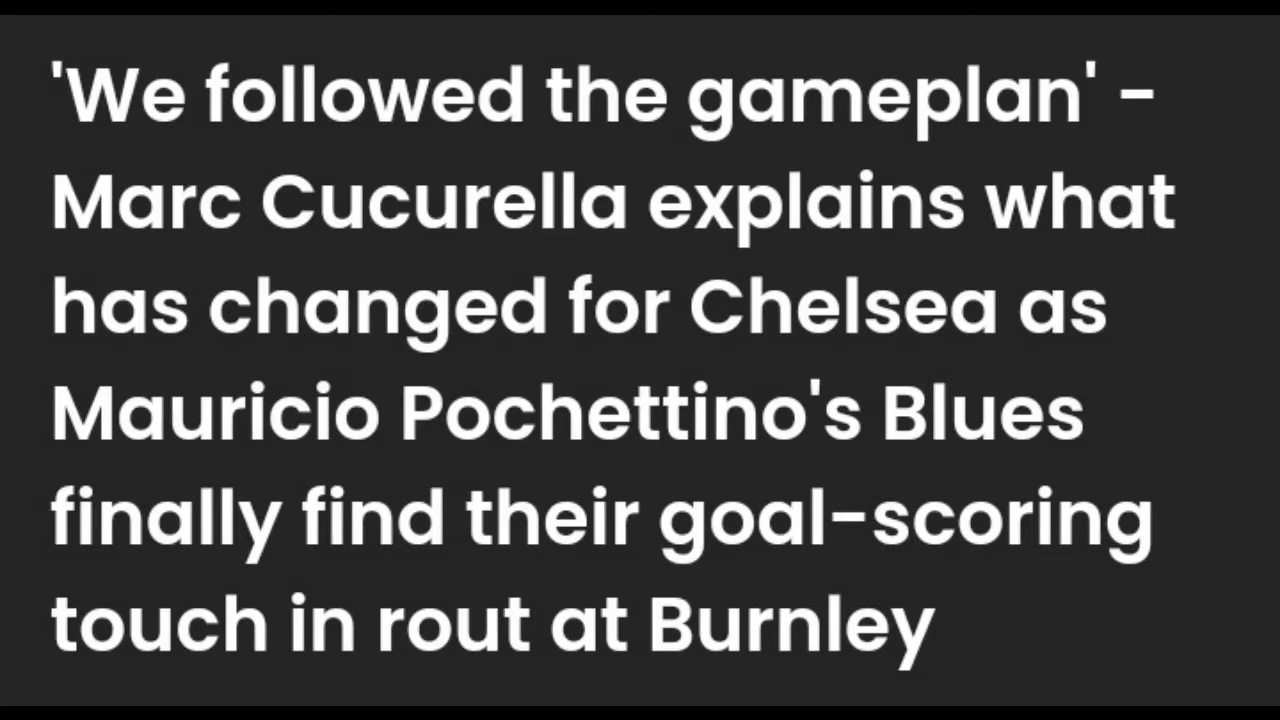 'We followed the gameplan' -
Marc Cucurella explains what
has changed for Chelsea as
Mauricio Pochettino's Blues
finally find their goal-scoring
touch in rout at Burnley